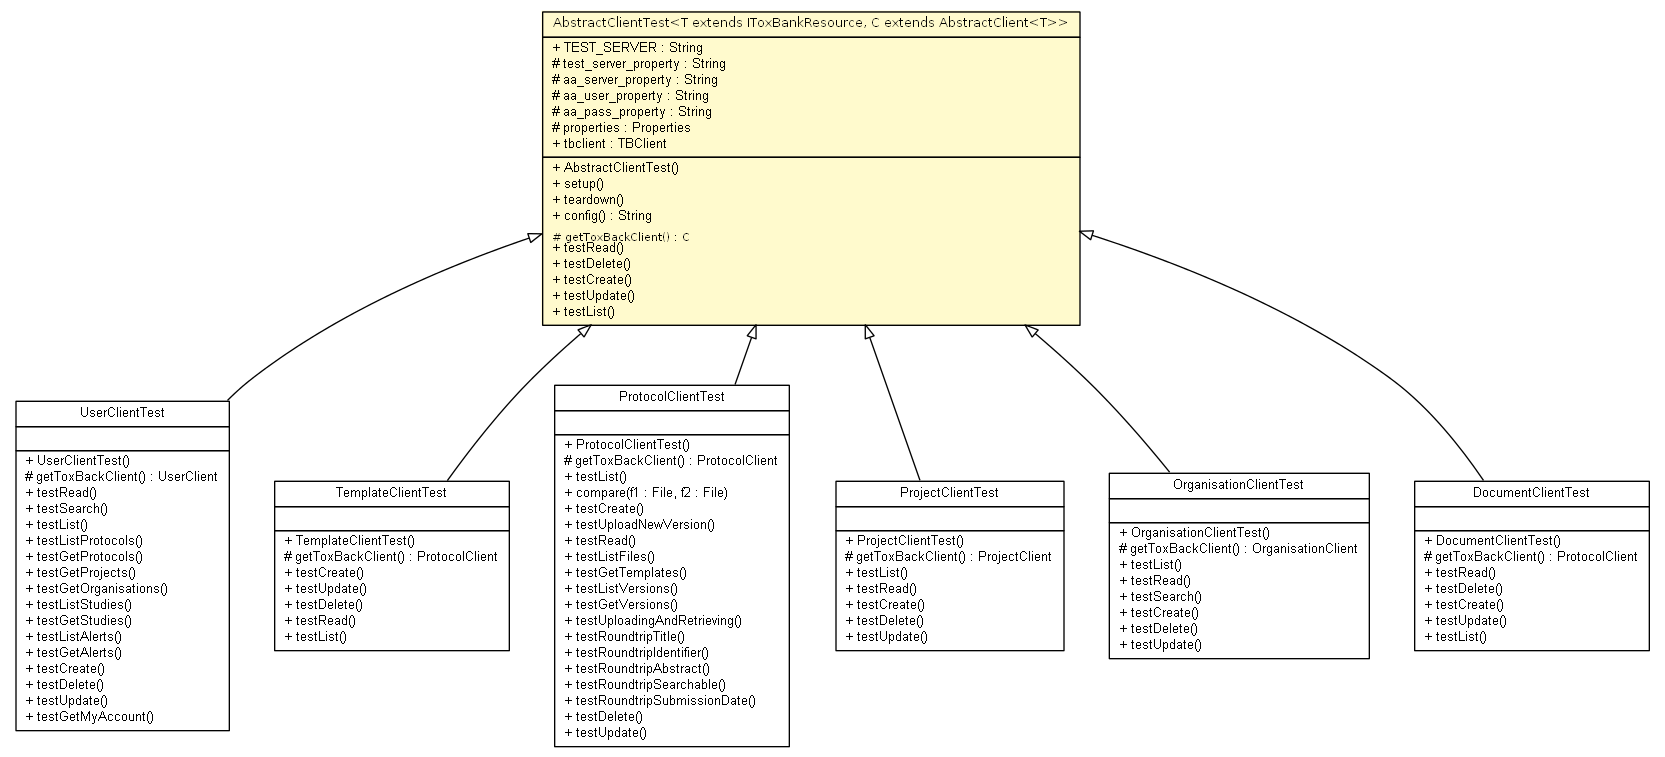 AbstractClientTest<T extends IToxBankResource, C extends AbstractClient<T>>
+ TEST_SERVER : String
# test_server_property : String
# aa_server_property : String
# aa_user_property : String
# aa_pass_property : String
# properties : Properties
+ tbclient : TBClient
+ AbstractClientTest()
+ setup()
+ teardown()
+ config() : String
# getToxBackClient() : C
+ testRead()
+ testDelete()
+ testCreate()
+ testUpdate()
+ testList()
UserClientTest
+ UserClientTest()
# getToxBackClient() : UserClient
+ testRead()
+ testSearch()
+ testList()
+ testListProtocols()
+ testGetProtocols()
+ testGetProjects()
+ testGetOrganisations()
+ testListStudies()
+ testGetStudies()
+ testListAlerts()
+ testGetAlerts()
+ testCreate()
+ testDelete()
+ testUpdate()
+ testGetMyAccount()
TemplateClientTest
+ TemplateClientTest()
# getToxBackClient() : ProtocolClient
+ testCreate()
+ testUpdate()
+ testDelete()
+ testRead()
+ testList()
ProtocolClientTest
+ ProtocolClientTest()
# getToxBackClient() : ProtocolClient
+ testList()
+ compare(f1 : File, f2 : File)
+ testCreate()
+ testUploadNewVersion()
+ testRead()
+ testListFiles()
+ testGetTemplates()
+ testListVersions()
+ testGetVersions()
+ testUploadingAndRetrieving()
+ testRoundtripTitle()
+ testRoundtripIdentifier()
+ testRoundtripAbstract()
+ testRoundtripSearchable()
+ testRoundtripSubmissionDate()
+ testDelete()
+ testUpdate()
ProjectClientTest
+ ProjectClientTest()
# getToxBackClient() : ProjectClient
+ testList()
+ testRead()
+ testCreate()
+ testDelete()
+ testUpdate()
OrganisationClientTest
+ OrganisationClientTest()
# getToxBackClient() : OrganisationClient
+ testList()
+ testRead()
+ testSearch()
+ testCreate()
+ testDelete()
+ testUpdate()
DocumentClientTest
+ DocumentClientTest()
# getToxBackClient() : ProtocolClient
+ testRead()
+ testDelete()
+ testCreate()
+ testUpdate()
+ testList()